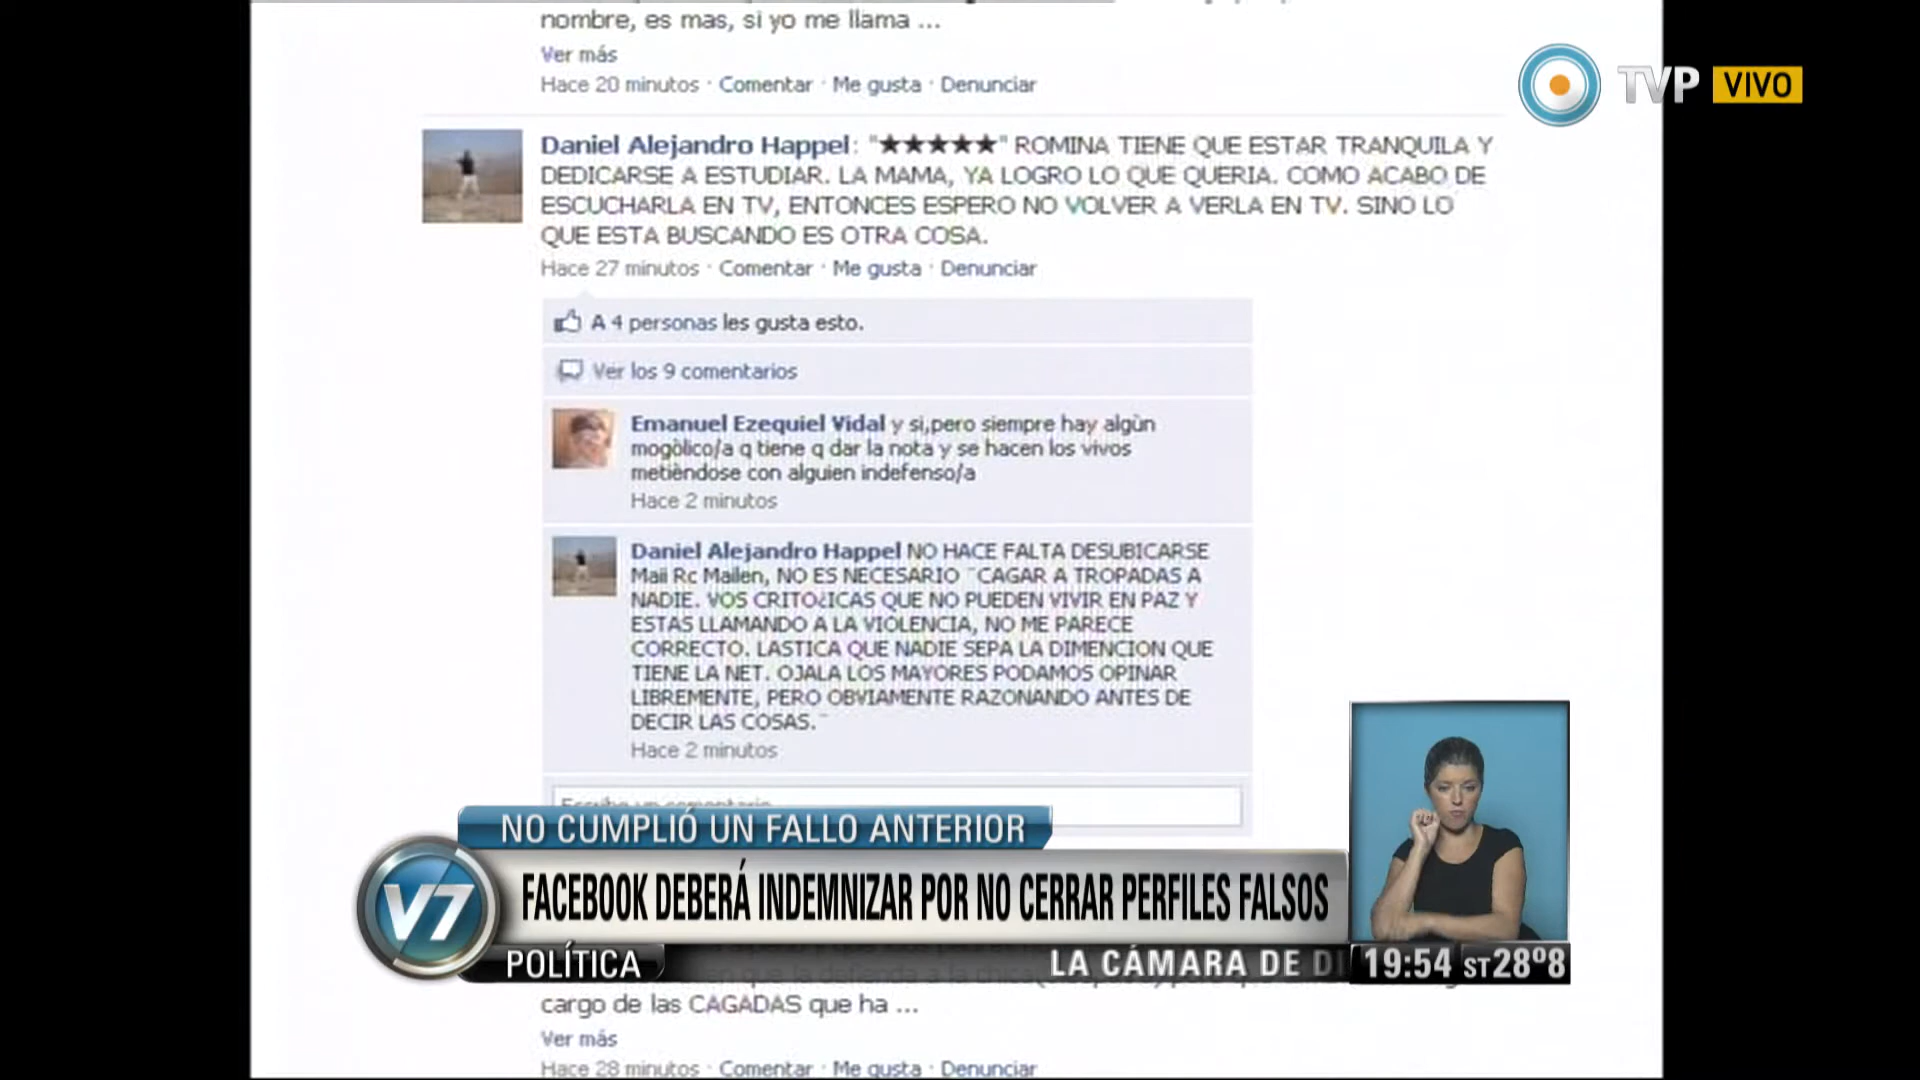 nombre, es mas, si yo me llama ...
Ver más
Hace 20 minutos · Comentar · Me gusta · Denunciar
TVP VIVO
Daniel Alejandro Happel: "★★★★★" ROMINA TIENE QUE ESTAR TRANQUILA Y
DEDICARSE A ESTUDIAR. LA MAMA, YA LOGRO LO QUE QUERIA. COMO ACABO DE
ESCUCHARLA EN TV, ENTONCES ESPERO NO VOLVER A VERLA EN TV. SINO LO
QUE ESTA BUSCANDO ES OTRA COSA.
Hace 27 minutos · Comentar · Me gusta · Denunciar
A 4 personas les gusta esto.
Ver los 9 comentarios
Emanuel Ezequiel Vidal y si,pero siempre hay algùn
mogòlico/a q tiene q dar la nota y se hacen los vivos
metièndose con alguien indefenso/a
Hace 2 minutos
Daniel Alejandro Happel NO HACE FALTA DESUBICARSE
Maii Rc Mailen, NO ES NECESARIO ¨CAGAR A TROPADAS A
NADIE. VOS CRITO¿ICAS QUE NO PUEDEN VIVIR EN PAZ Y
ESTAS LLAMANDO A LA VIOLENCIA, NO ME PARECE
CORRECTO. LASTICA QUE NADIE SEPA LA DIMENCION QUE
TIENE LA NET. OJALA LOS MAYORES PODAMOS OPINAR
LIBREMENTE, PERO OBVIAMENTE RAZONANDO ANTES DE
DECIR LAS COSAS.¨
Hace 2 minutos
Escribe un comentario
NO CUMPLIÓ UN FALLO ANTERIOR
V7
FACEBOOK DEBERÁ INDEMNIZAR POR NO CERRAR PERFILES FALSOS
POLÍTICA
LA CÁMARA DE DI
19:54 ST 28º8
cargo de las CAGADAS que ha ...
Ver más
Hace 28 minutos · Comentar · Me gusta · Denunciar